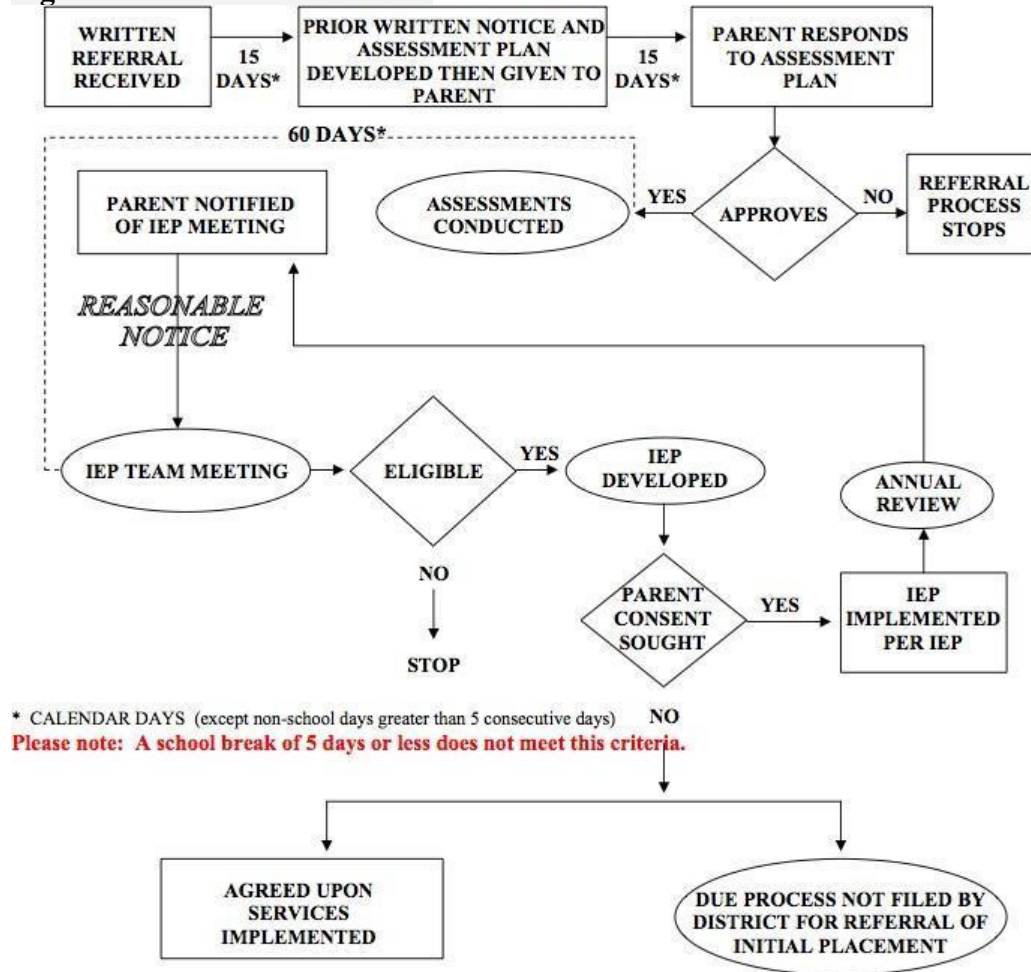 WRITTEN
REFERRAL
RECEIVED
15
DAYS*
PRIOR WRITTEN NOTICE AND
ASSESSMENT PLAN
DEVELOPED THEN GIVEN TO
PARENT
15
DAYS*
PARENT RESPONDS
TO ASSESSMENT
PLAN
60 DAYS*
PARENT NOTIFIED
OF IEP MEETING
ASSESSMENTS
CONDUCTED
YES
APPROVES
NO
REFERRAL
PROCESS
STOPS
REASONABLE
NOTICE
IEP TEAM MEETING
ELIGIBLE
YES
IEP
DEVELOPED
ANNUAL
REVIEW
NO
STOP
PARENT
CONSENT
SOUGHT
YES
IEP
IMPLEMENTED
PER IEP
* CALENDAR DAYS (except non-school days greater than 5 consecutive days)
NO
Please note: A school break of 5 days or less does not meet this criteria.
AGREED UPON
SERVICES
IMPLEMENTED
DUE PROCESS NOT FILED BY
DISTRICT FOR REFERRAL OF
INITIAL PLACEMENT